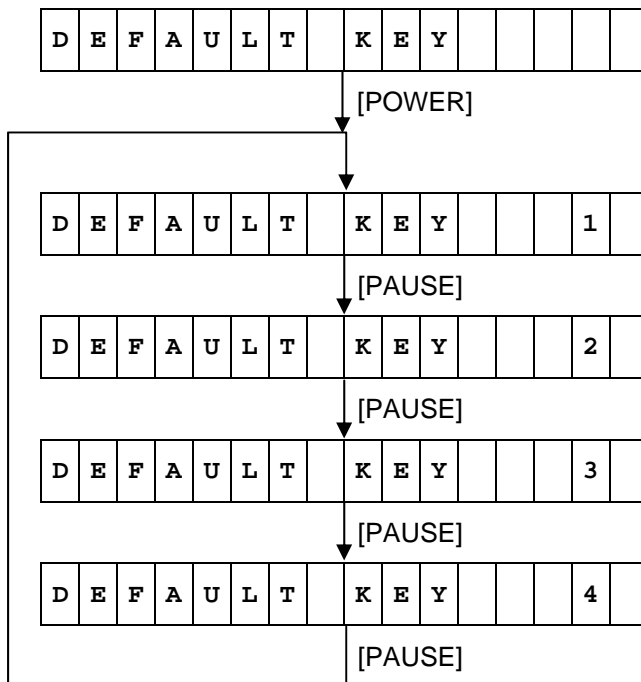 DEFAULT KEY
[POWER]
DEFAULT KEY 1
[PAUSE]
DEFAULT KEY 2
[PAUSE]
DEFAULT KEY 3
[PAUSE]
DEFAULT KEY 4
[PAUSE]